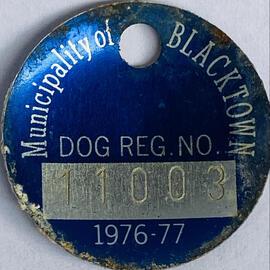 Municipality of BLACKTOWN
DOG REG. NO.
11003
1976-77